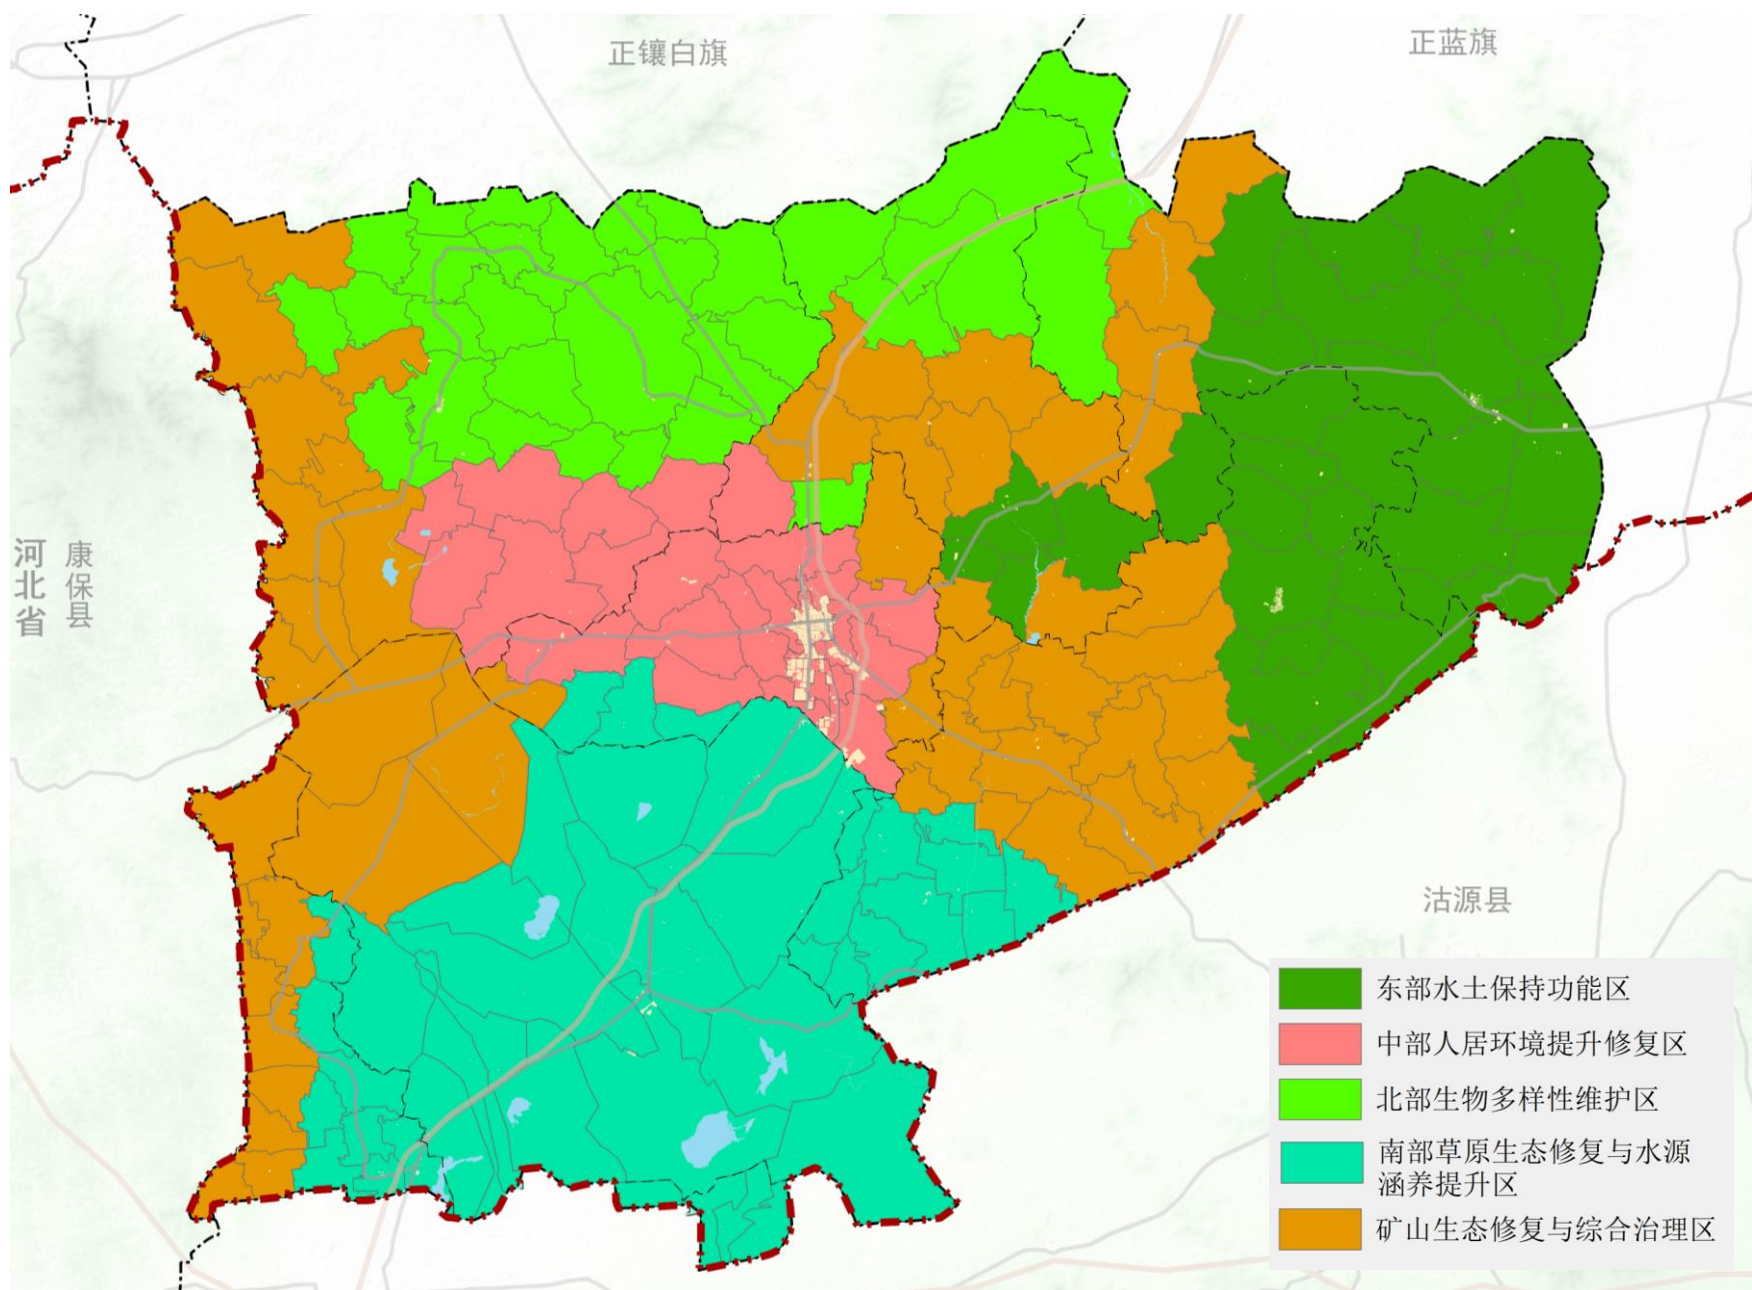 正镶白旗
正蓝旗
河北省
康保县
沽源县
东部水土保持功能区
中部人居环境提升修复区
北部生物多样性维护区
南部草原生态修复与水源
涵养提升区
矿山生态修复与综合治理区